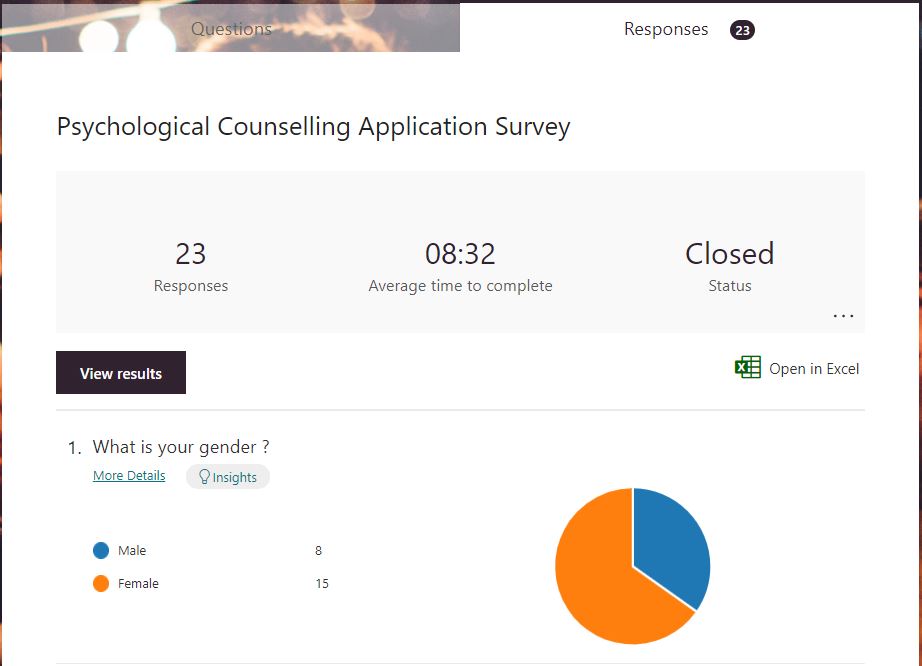 Questions
Responses 23
Psychological Counselling Application Survey
23 08:32 Closed
Responses Average time to complete Status
...
View results
Open in Excel
1. What is your gender ?
More Details Insights
Male 8
Female 15